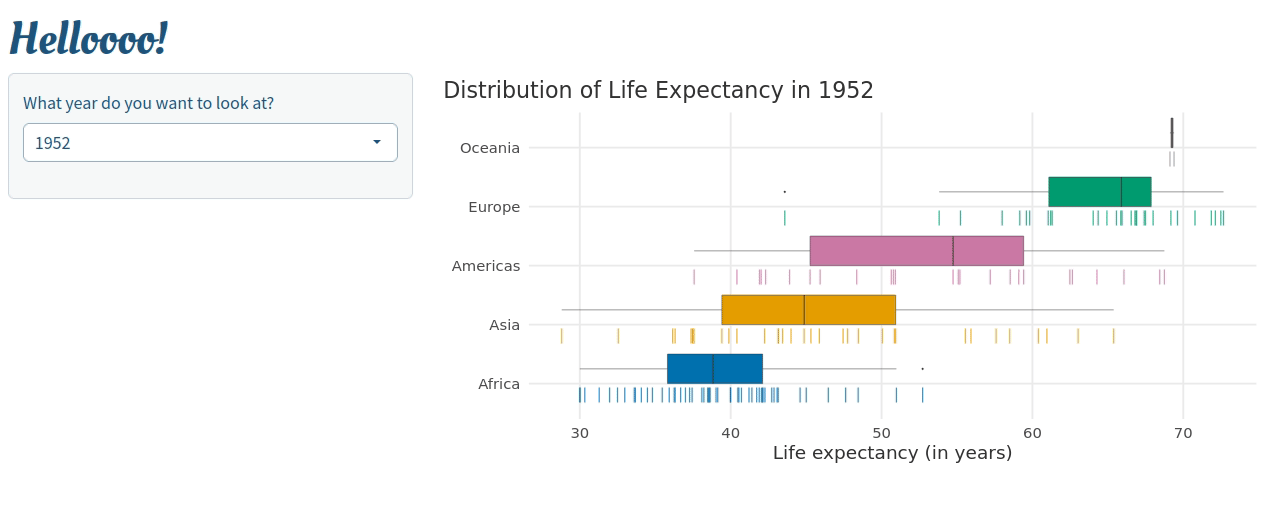 Helloooo!
What year do you want to look at?
1952
Distribution of Life Expectancy in 1952
Oceania
Europe
Americas
Asia
Africa
30 40 50 60 70
Life expectancy (in years)